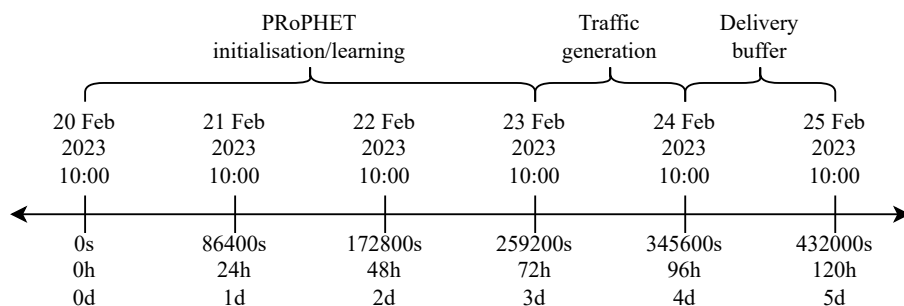 PRoPHET
initialisation/learning
Traffic
generation
Delivery
buffer
20 Feb
2023
10:00
21 Feb
2023
10:00
22 Feb
2023
10:00
23 Feb
2023
10:00
24 Feb
2023
10:00
25 Feb
2023
10:00
0s
0h
0d
86400s
24h
1d
172800s
48h
2d
259200s
72h
3d
345600s
96h
4d
432000s
120h
5d